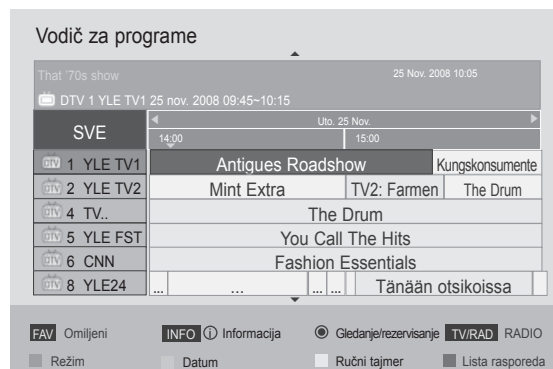 Vodič za programe
That '70s show 25 Nov. 2008 10:05
DTV 1 YLE TV1 25 nov. 2008 09:45~10:15
SVE
Uto. 25 Nov.
14:00 15:00
DTV 1 YLE TV1 Antigues Roadshow Kungskonsumente
DTV 2 YLE TV2 Mint Extra TV2: Farmen The Drum
DTV 4 TV.. The Drum
DTV 5 YLE FST You Call The Hits
DTV 6 CNN Fashion Essentials
DTV 8 YLE24 ... ... ... ... Tänään otsikoissa
FAV Omiljeni INFO i Informacija Gledanje/rezervisanje TV/RAD RADIO
Režim Datum Ručni tajmer Lista rasporeda